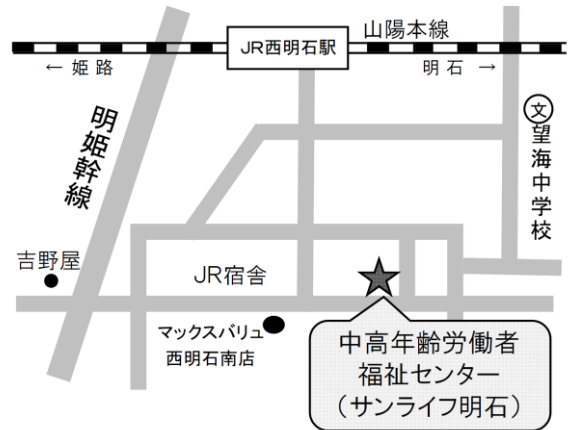 山陽本線
JR西明石駅
← 姫路
明石 →
明姫幹線
文
望海中学校
吉野屋
JR宿舎
マックスバリュ
西明石南店
中高年齢労働者
福祉センター
（サンライフ明石）